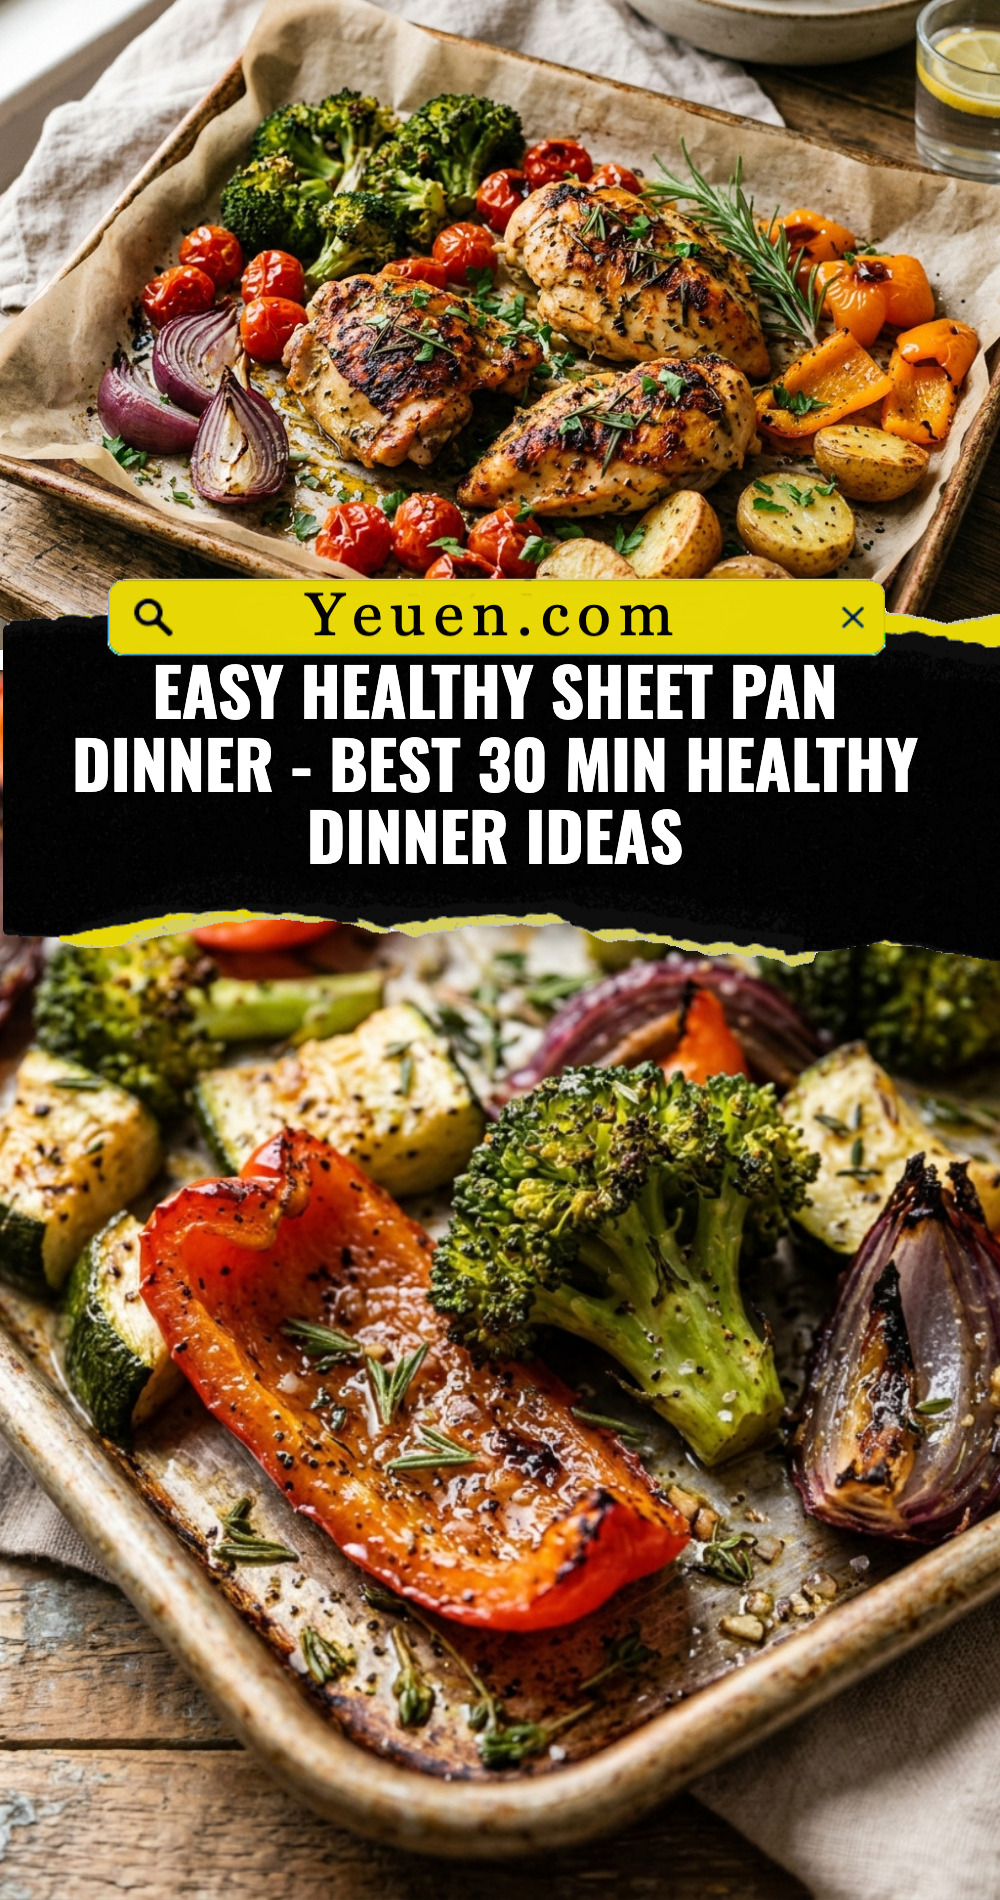 Yeuen.com
EASY HEALTHY SHEET PAN
DINNER - BEST 30 MIN HEALTHY
DINNER IDEAS